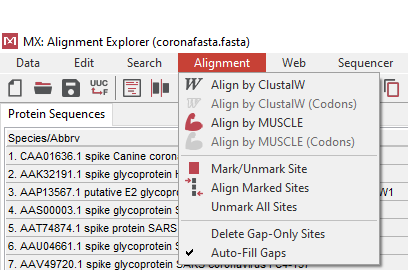 MX: Alignment Explorer (coronafasta.fasta)
Data Edit Search Alignment Web Sequencer
UUC
F
Align by ClustalW
Align by ClustalW (Codons)
Align by MUSCLE
Align by MUSCLE (Codons)
Mark/Unmark Site
Align Marked Sites
Unmark All Sites
Delete Gap-Only Sites
Auto-Fill Gaps
Protein Sequences
Species/Abbrv
1. CAA01636.1 spike Canine coron
2. AAK32191.1 spike glycoprotein
3. AAP13567.1 putative E2 glycopro W1
4. AAS00003.1 spike glycoprotein S
5. AAT74874.1 spike protein SARS
6. AAU04661.1 spike glycoprotein S
7. AAV49720.1 spike glycoprotein SARS coronavirus PC4-137